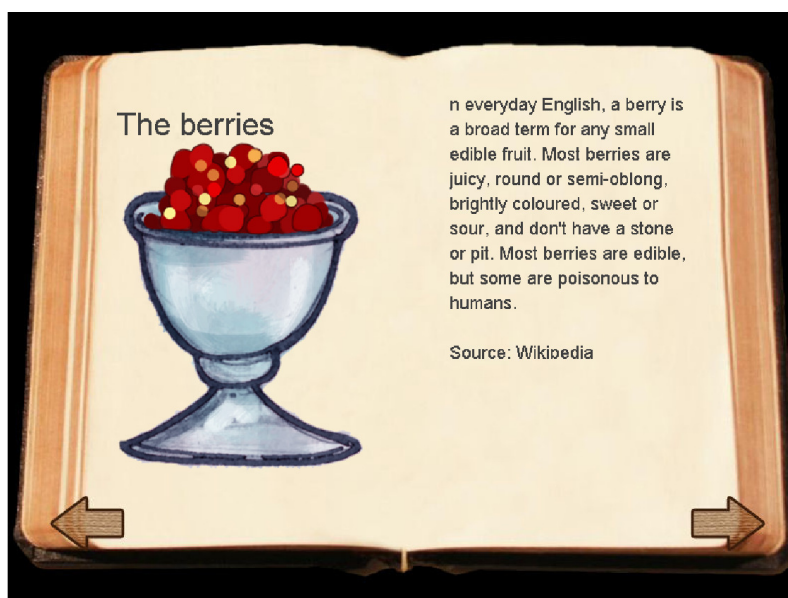 The berries
n everyday English, a berry is
a broad term for any small
edible fruit. Most berries are
juicy, round or semi-oblong,
brightly coloured, sweet or
sour, and don't have a stone
or pit. Most berries are edible,
but some are poisonous to
humans.
Source: Wikipedia